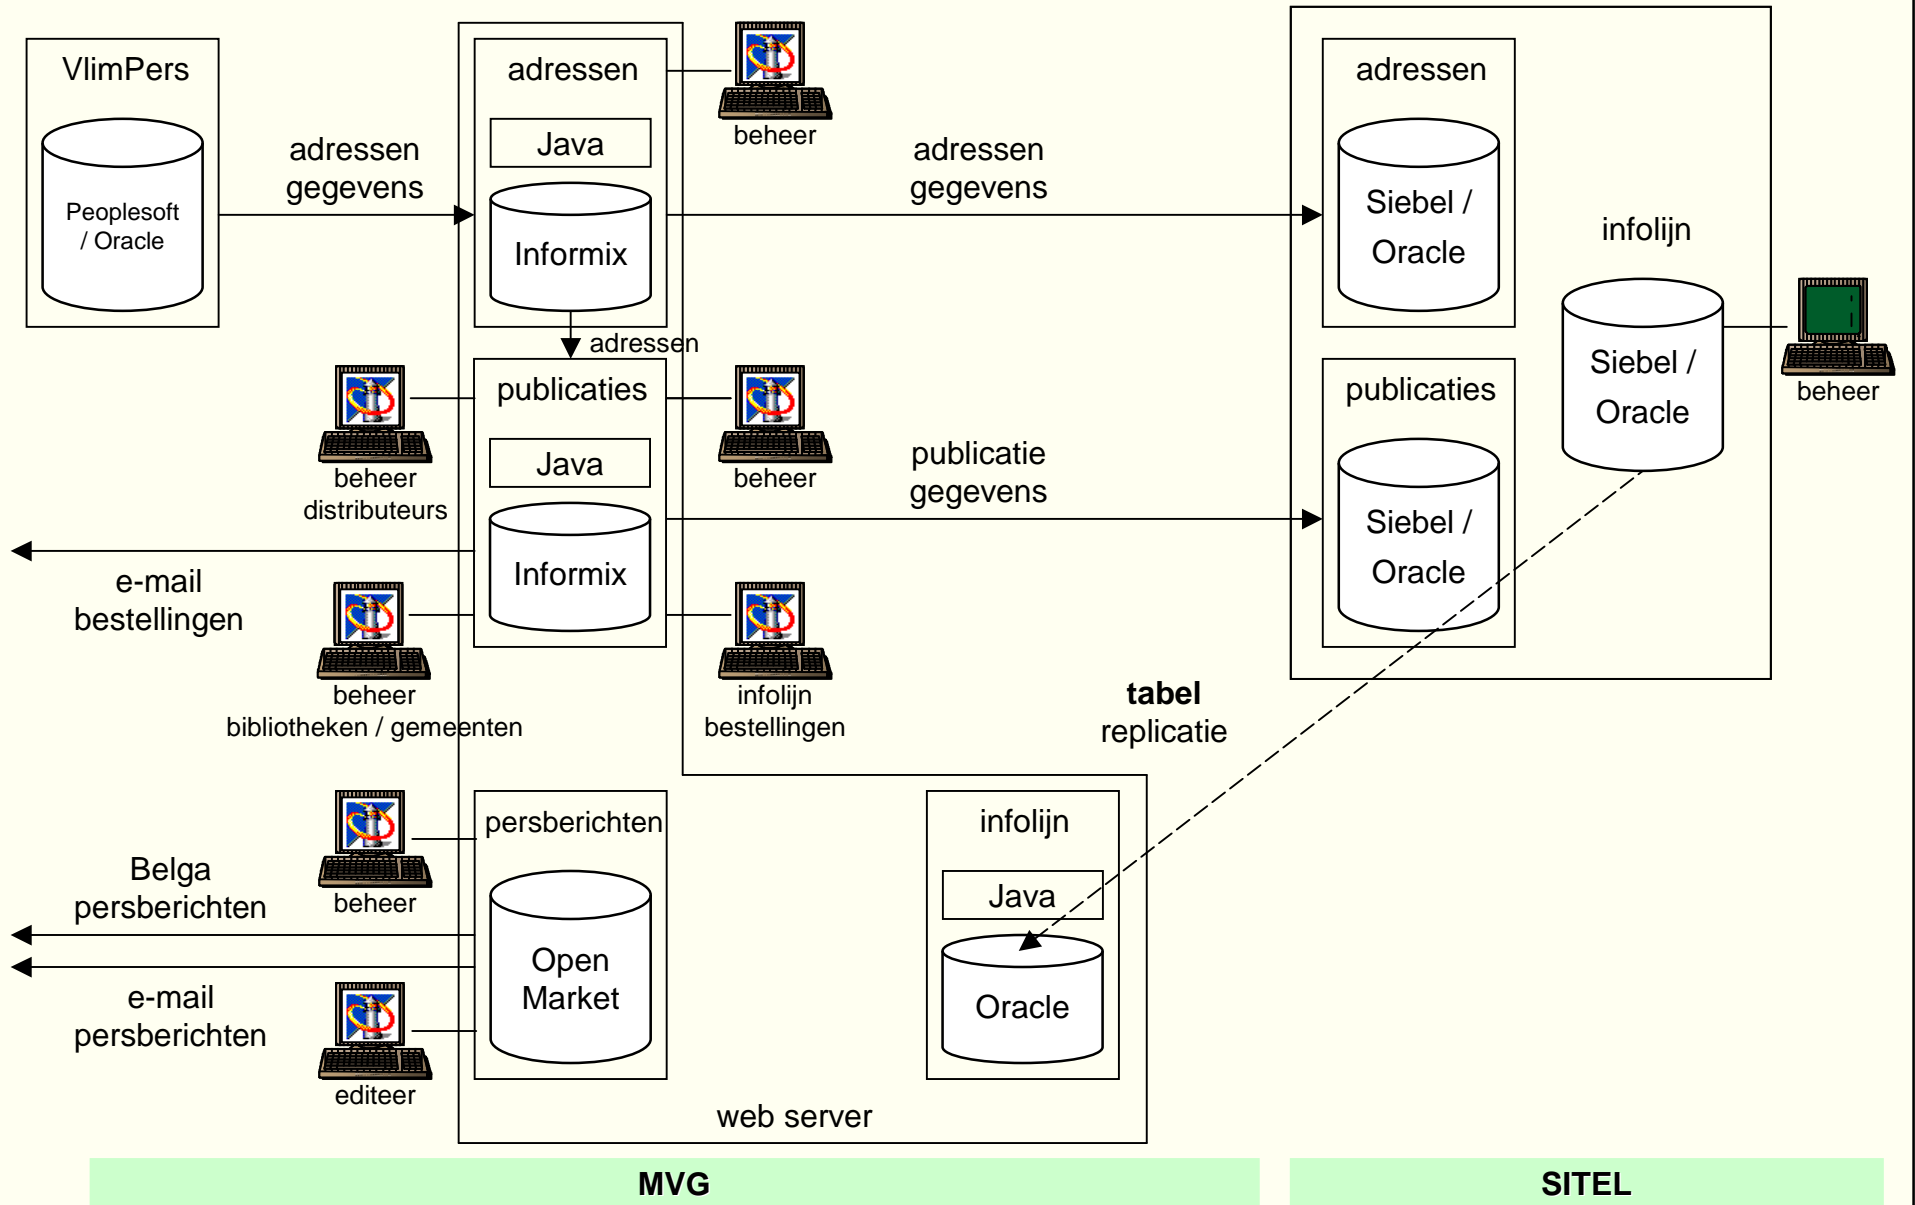 VlimPers
Peoplesoft
/ Oracle
adressen
gegevens
adressen
Java
Informix
beheer
adressen
gegevens
adressen
Siebel /
Oracle
infolijn
Siebel /
Oracle
beheer
adressen
publicaties
Java
Informix
beheer
distributeurs
beheer
publicatie
gegevens
publicaties
Siebel /
Oracle
e-mail
bestellingen
beheer
bibliotheken / gemeenten
infolijn
bestellingen
tabel
replicatie
persberichten
Open
Market
beheer
Belga
persberichten
e-mail
persberichten
editeer
infolijn
Java
Oracle
web server
MVG
SITEL